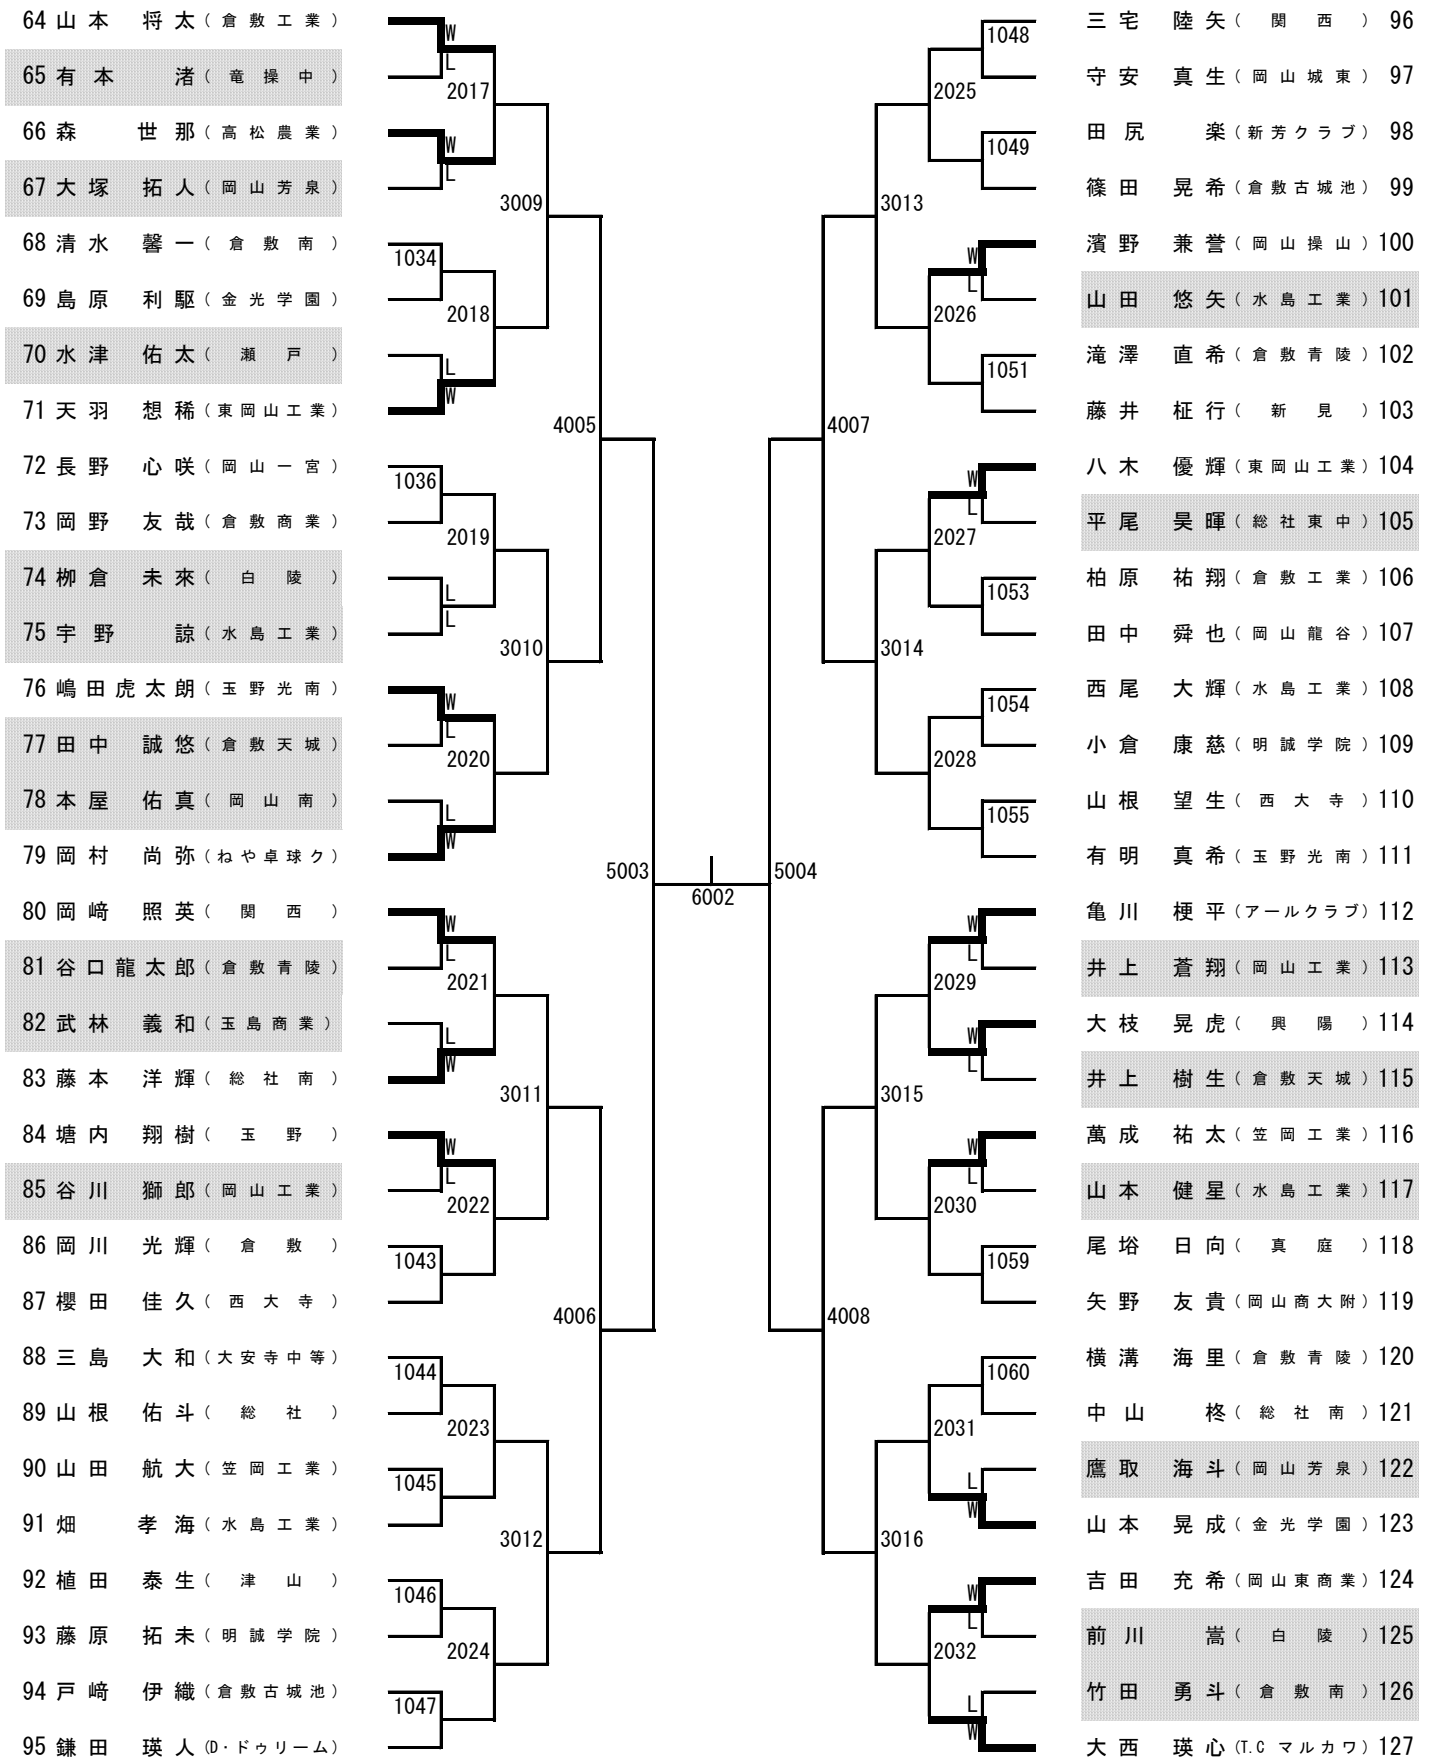 64 山本 将太 (倉敷工業)
65 有本 渚 (竜操中)
66 森 世那 (高松農業)
67 大塚 拓人 (岡山芳泉)
68 清水 馨一 (倉敷南)
69 島原 利駆 (金光学園)
70 水津 佑太 (瀬戸)
71 天羽 想稀 (東岡山工業)
72 長野 心咲 (岡山一宮)
73 岡野 友哉 (倉敷商業)
74 栁倉 未來 (白陵)
75 宇野 諒 (水島工業)
76 嶋田虎太朗 (玉野光南)
77 田中 誠悠 (倉敷天城)
78 本屋 佑真 (岡山南)
79 岡村 尚弥 (ねや卓球ク)
80 岡﨑 照英 (関西)
81 谷口龍太郎 (倉敷青陵)
82 武林 義和 (玉島商業)
83 藤本 洋輝 (総社南)
84 塘内 翔樹 (玉野)
85 谷川 獅郎 (岡山工業)
86 岡川 光輝 (倉敷)
87 櫻田 佳久 (西大寺)
88 三島 大和 (大安寺中等)
89 山根 佑斗 (総社)
90 山田 航大 (笠岡工業)
91 畑 孝海 (水島工業)
92 植田 泰生 (津山)
93 藤原 拓未 (明誠学院)
94 戸﨑 伊織 (倉敷古城池)
95 鎌田 瑛人 (D・ドゥリーム)
W
L
2017
W
L
3009
1034
2018
L
W
4005
1036
2019
L
L
3010
W
L
2020
L
W
5003
W
L
2021
L
W
3011
W
L
2022
1043
4006
1044
2023
1045
3012
1046
2024
1047
6002
5004
1048
2025
1049
3013
W
L
2026
1051
4007
W
L
2027
1053
3014
1054
2028
1055
W
L
2029
W
L
3015
W
L
2030
1059
4008
1060
2031
L
W
3016
W
L
2032
L
W
三宅 陸矢 (関西) 96
守安 真生 (岡山城東) 97
田尻 楽 (新芳クラブ) 98
篠田 晃希 (倉敷古城池) 99
濱野 兼誉 (岡山操山) 100
山田 悠矢 (水島工業) 101
滝澤 直希 (倉敷青陵) 102
藤井 柾行 (新見) 103
八木 優輝 (東岡山工業) 104
平尾 昊暉 (総社東中) 105
柏原 祐翔 (倉敷工業) 106
田中 舜也 (岡山龍谷) 107
西尾 大輝 (水島工業) 108
小倉 康慈 (明誠学院) 109
山根 望生 (西大寺) 110
有明 真希 (玉野光南) 111
亀川 梗平 (アールクラブ) 112
井上 蒼翔 (岡山工業) 113
大枝 晃虎 (興陽) 114
井上 樹生 (倉敷天城) 115
萬成 祐太 (笠岡工業) 116
山本 健星 (水島工業) 117
尾㟢 日向 (真庭) 118
矢野 友貴 (岡山商大附) 119
横溝 海里 (倉敷青陵) 120
中山 柊 (総社南) 121
鷹取 海斗 (岡山芳泉) 122
山本 晃成 (金光学園) 123
吉田 充希 (岡山東商業) 124
前川 嵩 (白陵) 125
竹田 勇斗 (倉敷南) 126
大西 瑛心 (T.C マルカワ) 127